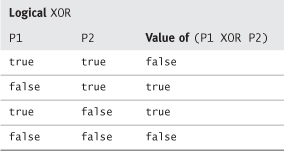 Logical XOR
P1 P2 Value of (P1 XOR P2)
true true false
false true true
true false true
false false false